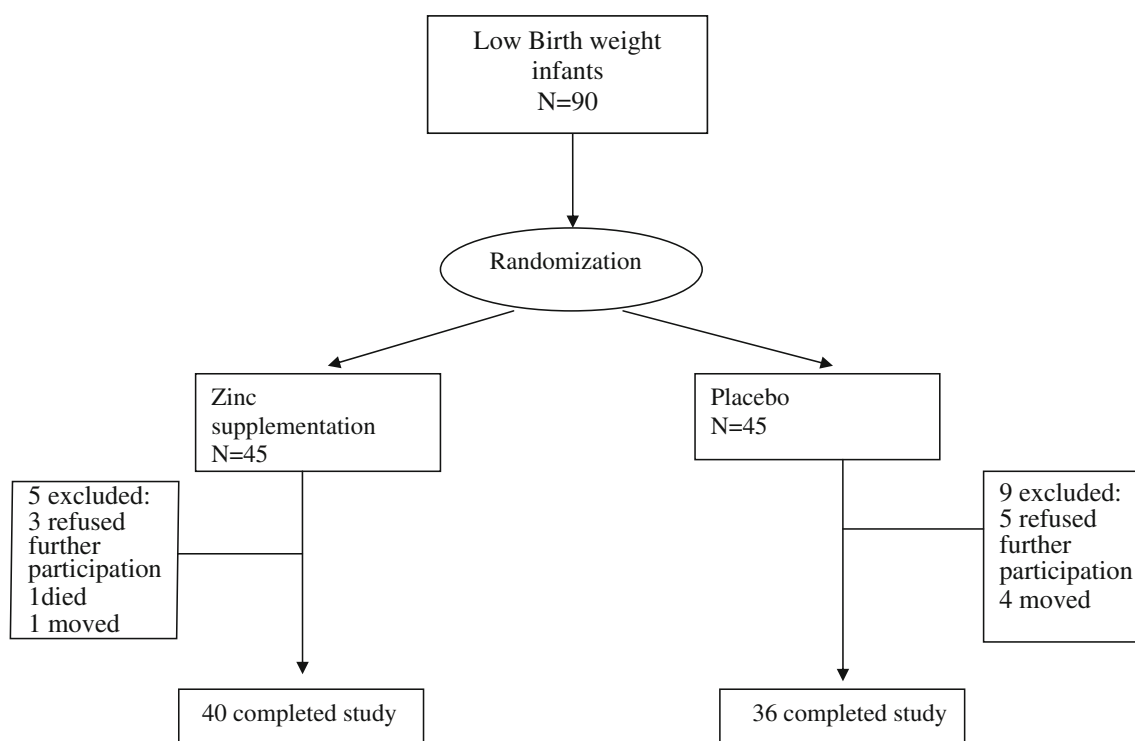 Low Birth weight
infants
N=90
Randomization
Zinc
supplementation
N=45
Placebo
N=45
5 excluded:
3 refused
further
participation
1died
1 moved
9 excluded:
5 refused
further
participation
4 moved
40 completed study
36 completed study